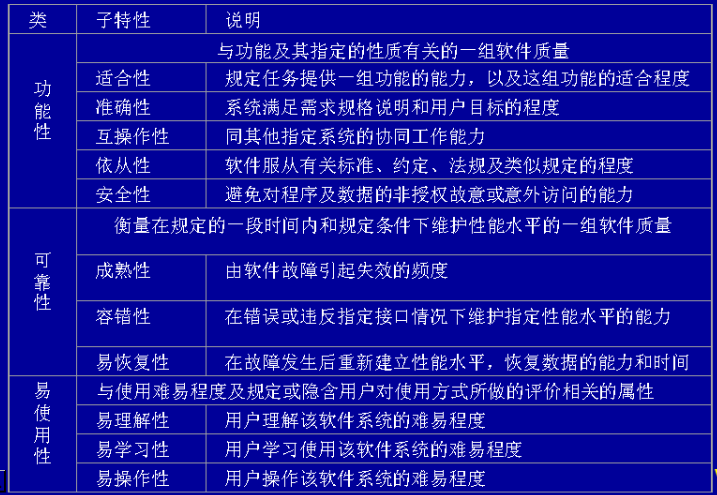 类 子特性 说明
功能性 与功能及其指定的性质有关的一组软件质量
适合性 规定任务提供一组功能的能力，以及这组功能的适合程度
准确性 系统满足需求规格说明和用户目标的程度
互操作性 同其他指定系统的协同工作能力
依从性 软件服从有关标准、约定、法规及类似规定的程度
安全性 避免对程序及数据的非授权故意或意外访问的能力
可靠性 衡量在规定的一段时间内和规定条件下维护性能水平的一组软件质量
成熟性 由软件故障引起失效的频度
容错性 在错误或违反指定接口情况下维护指定性能水平的能力
易恢复性 在故障发生后重新建立性能水平，恢复数据的能力和时间
易使用性 与使用难易程度及规定或隐含用户对使用方式所做的评价相关的属性
易理解性 用户理解该软件系统的难易程度
易学习性 用户学习使用该软件系统的难易程度
易操作性 用户操作该软件系统的难易程度